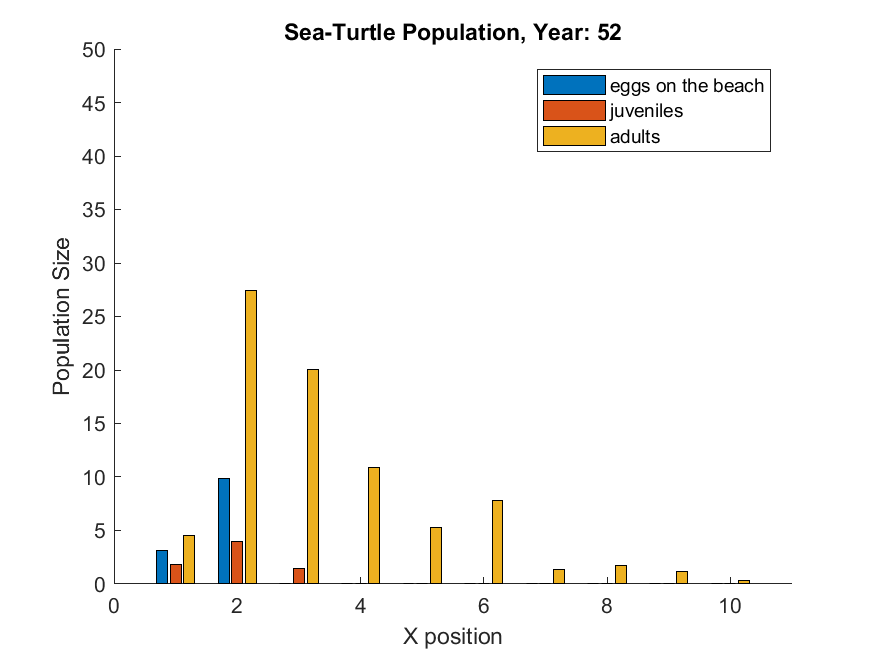 Sea-Turtle Population, Year: 52
eggs on the beach
juveniles
adults
Population Size
50
45
40
35
30
25
20
15
10
5
0
0 2 4 6 8 10
X position